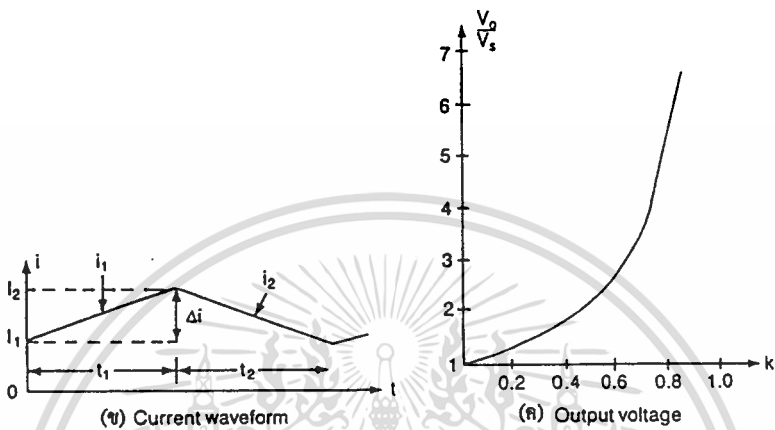 i
I₂
i₁
i₂
Δi
I₁
t₁
t₂
0
t
(ข) Current waveform
Vₒ
Vₛ
7
6
5
4
3
2
1
0.2 0.4 0.6 0.8 1.0 k
(ค) Output voltage